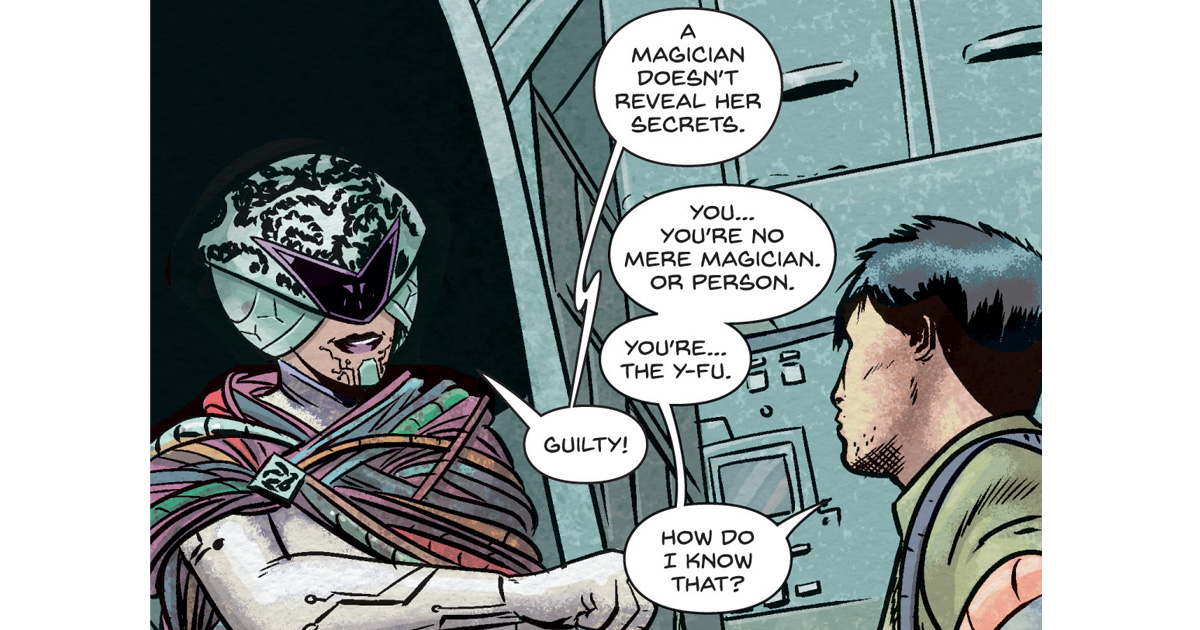 A
MAGICIAN
DOESN'T
REVEAL HER
SECRETS.
YOU...
YOU'RE NO
MERE MAGICIAN.
OR PERSON.
YOU'RE...
THE Y-FU.
GUILTY!
HOW DO
I KNOW
THAT?